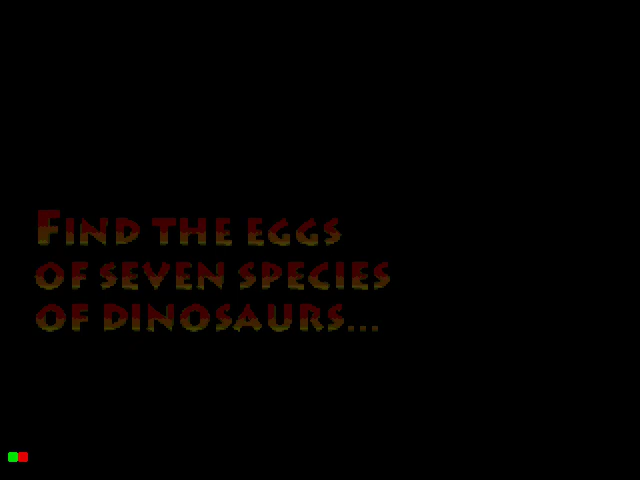 Find the eggs
of seven species
of dinosaurs...